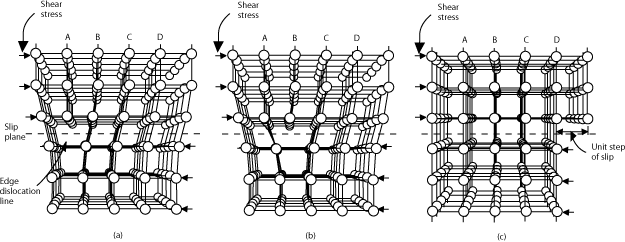 Shear
stress
A B C D
Slip
plane
Edge
dislocation
line
(a)
Shear
stress
A B C D
(b)
Shear
stress
A B C D
Unit step
of slip
(c)